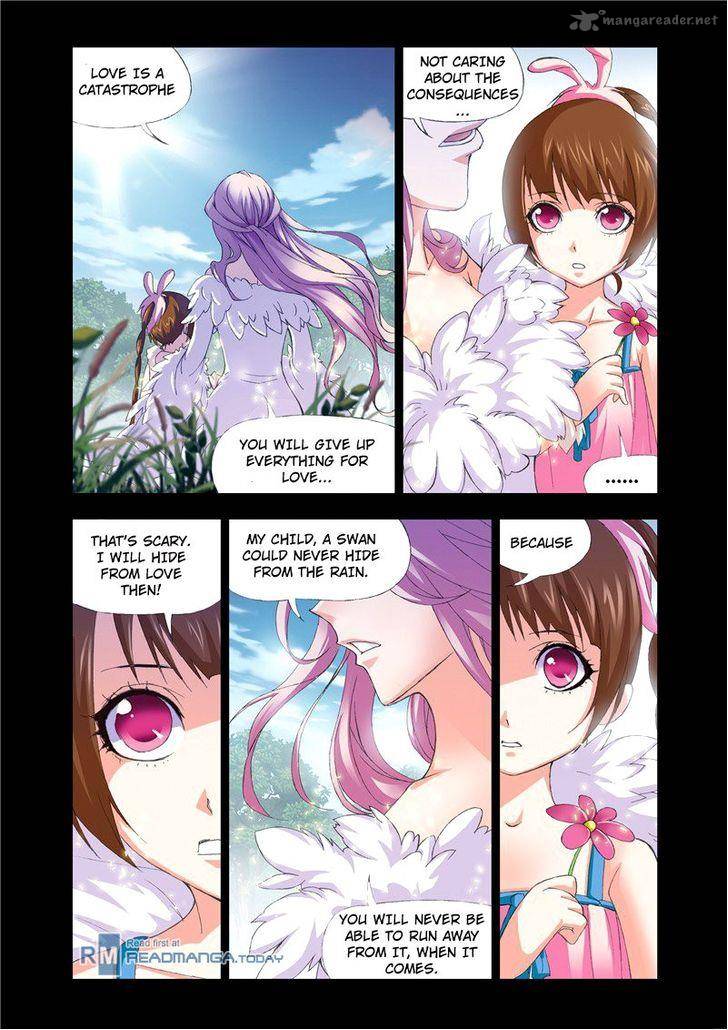 mangareader.net
LOVE IS A
CATASTROPHE
YOU WILL GIVE UP
EVERYTHING FOR
LOVE...
NOT CARING
ABOUT THE
CONSEQUENCES
...
......
THAT'S SCARY.
I WILL HIDE
FROM LOVE
THEN!
MY CHILD, A SWAN
COULD NEVER HIDE
FROM THE RAIN.
YOU WILL NEVER BE
ABLE TO RUN AWAY
FROM IT, WHEN IT
COMES.
BECAUSE
RM Read first at
READMANGA.TODAY